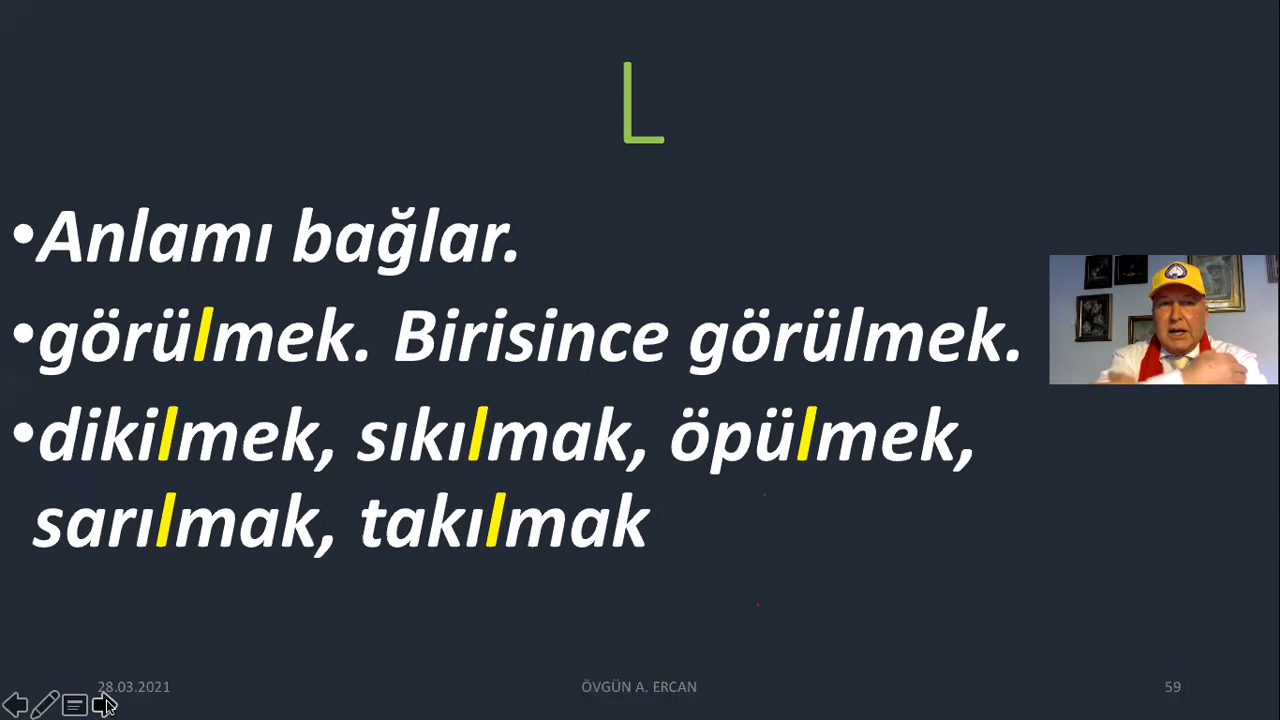 L
•Anlamı bağlar.
•görülmek. Birisince görülmek.
•dikilmek, sıkılmak, öpülmek,
sarılmak, takılmak
28.03.2021 ÖVGÜN A. ERCAN 59